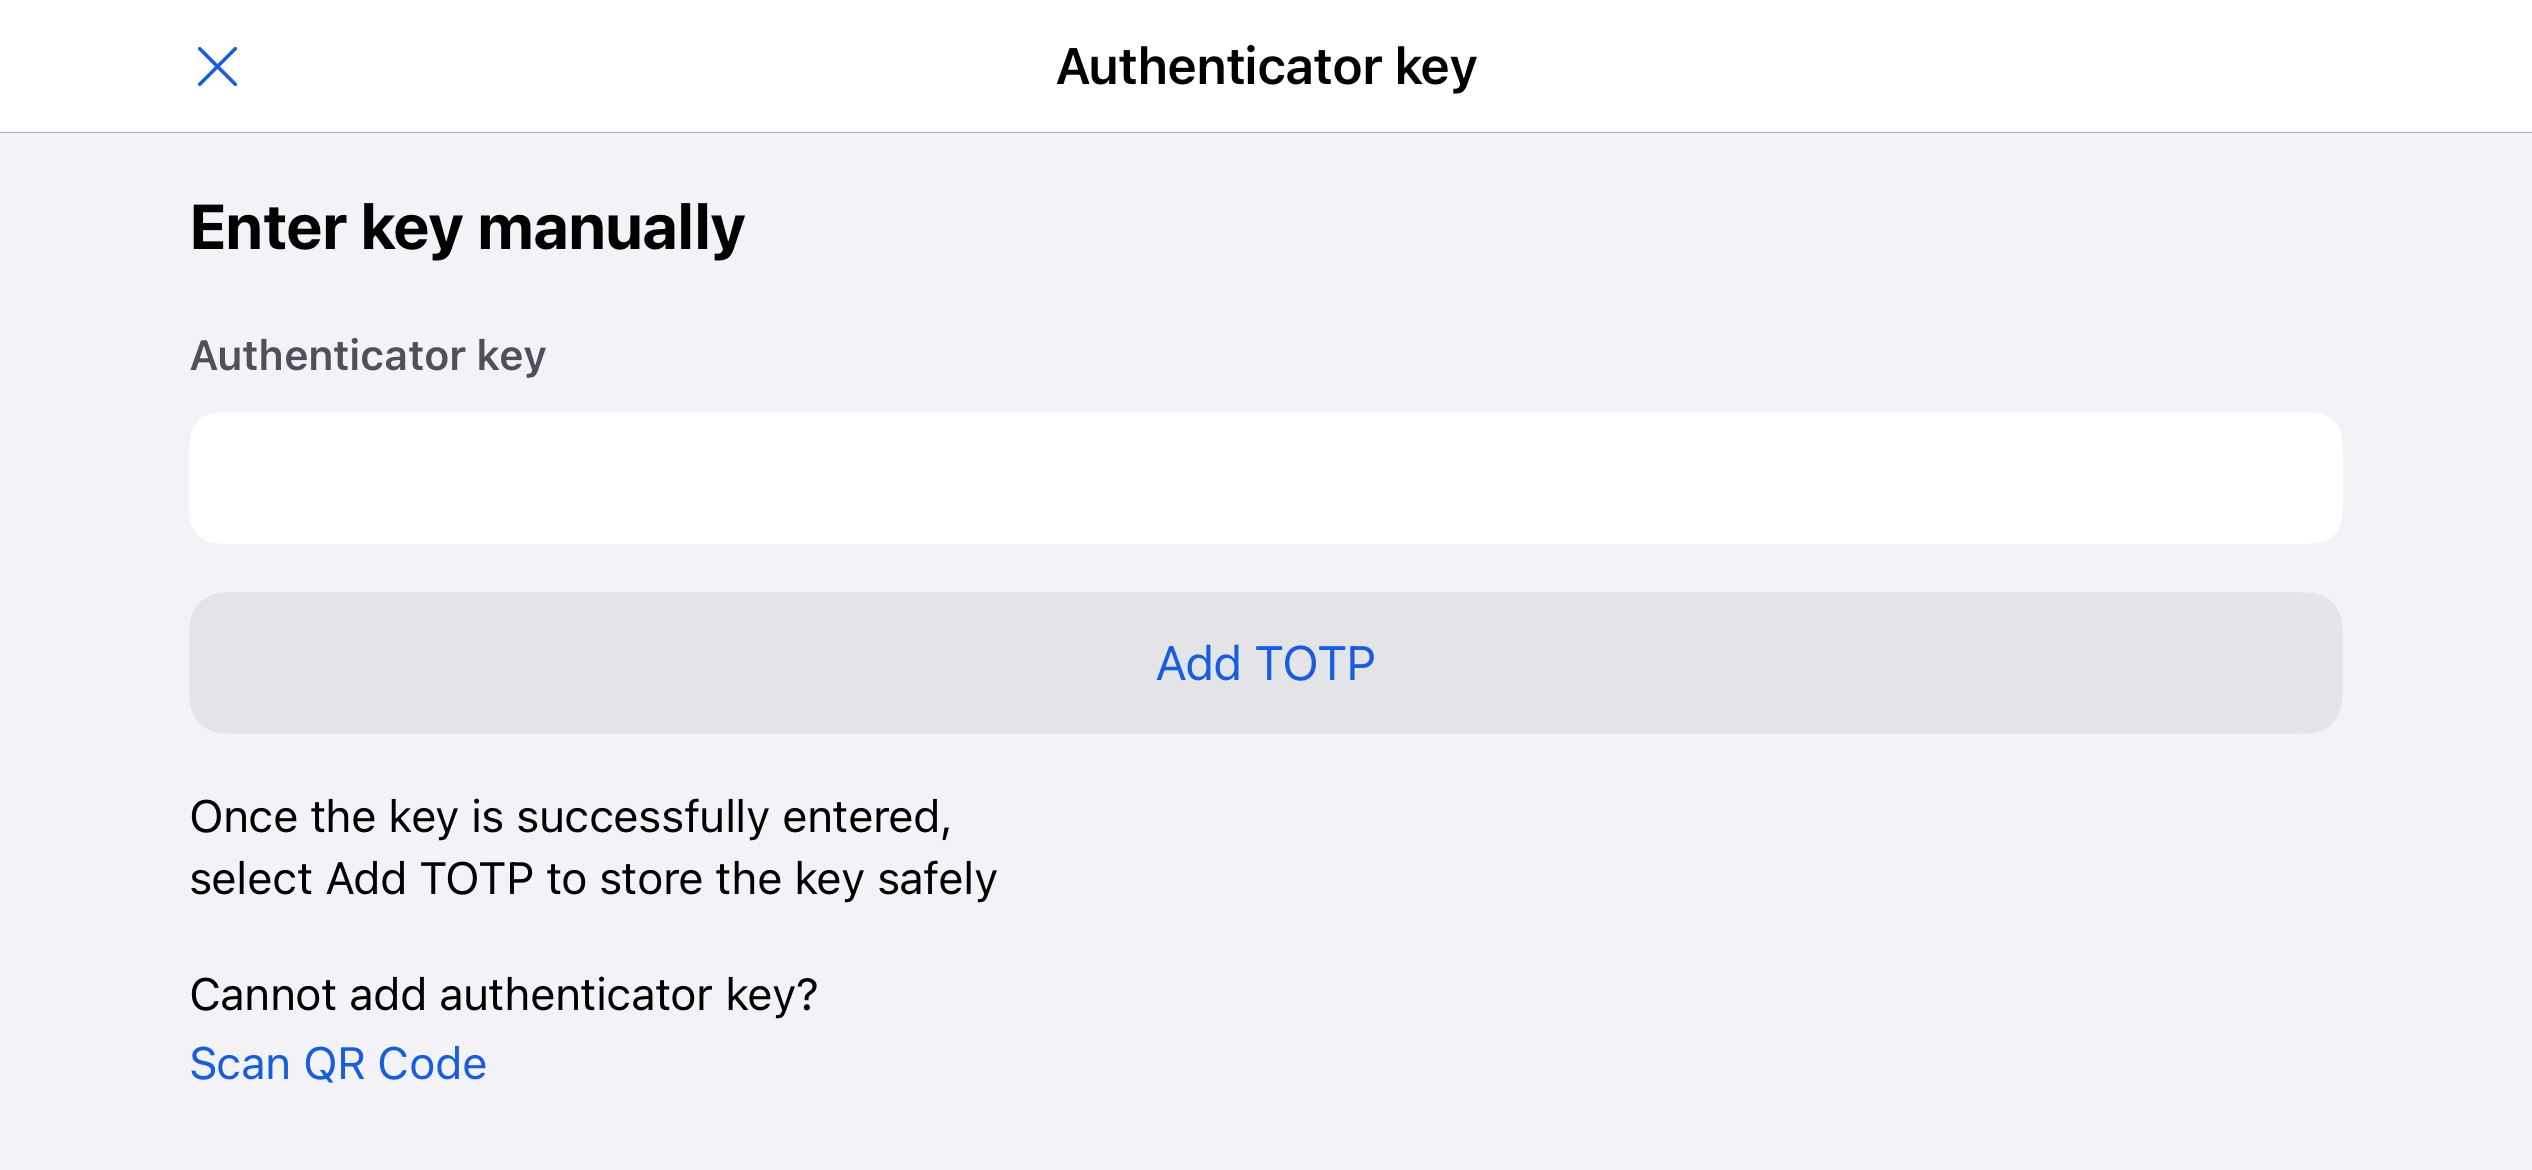 Authenticator key
Enter key manually
Authenticator key
Add TOTP
Once the key is successfully entered,
select Add TOTP to store the key safely
Cannot add authenticator key?
Scan QR Code